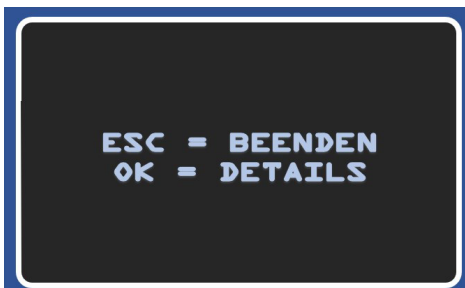 ESC = BEENDEN
OK = DETAILS